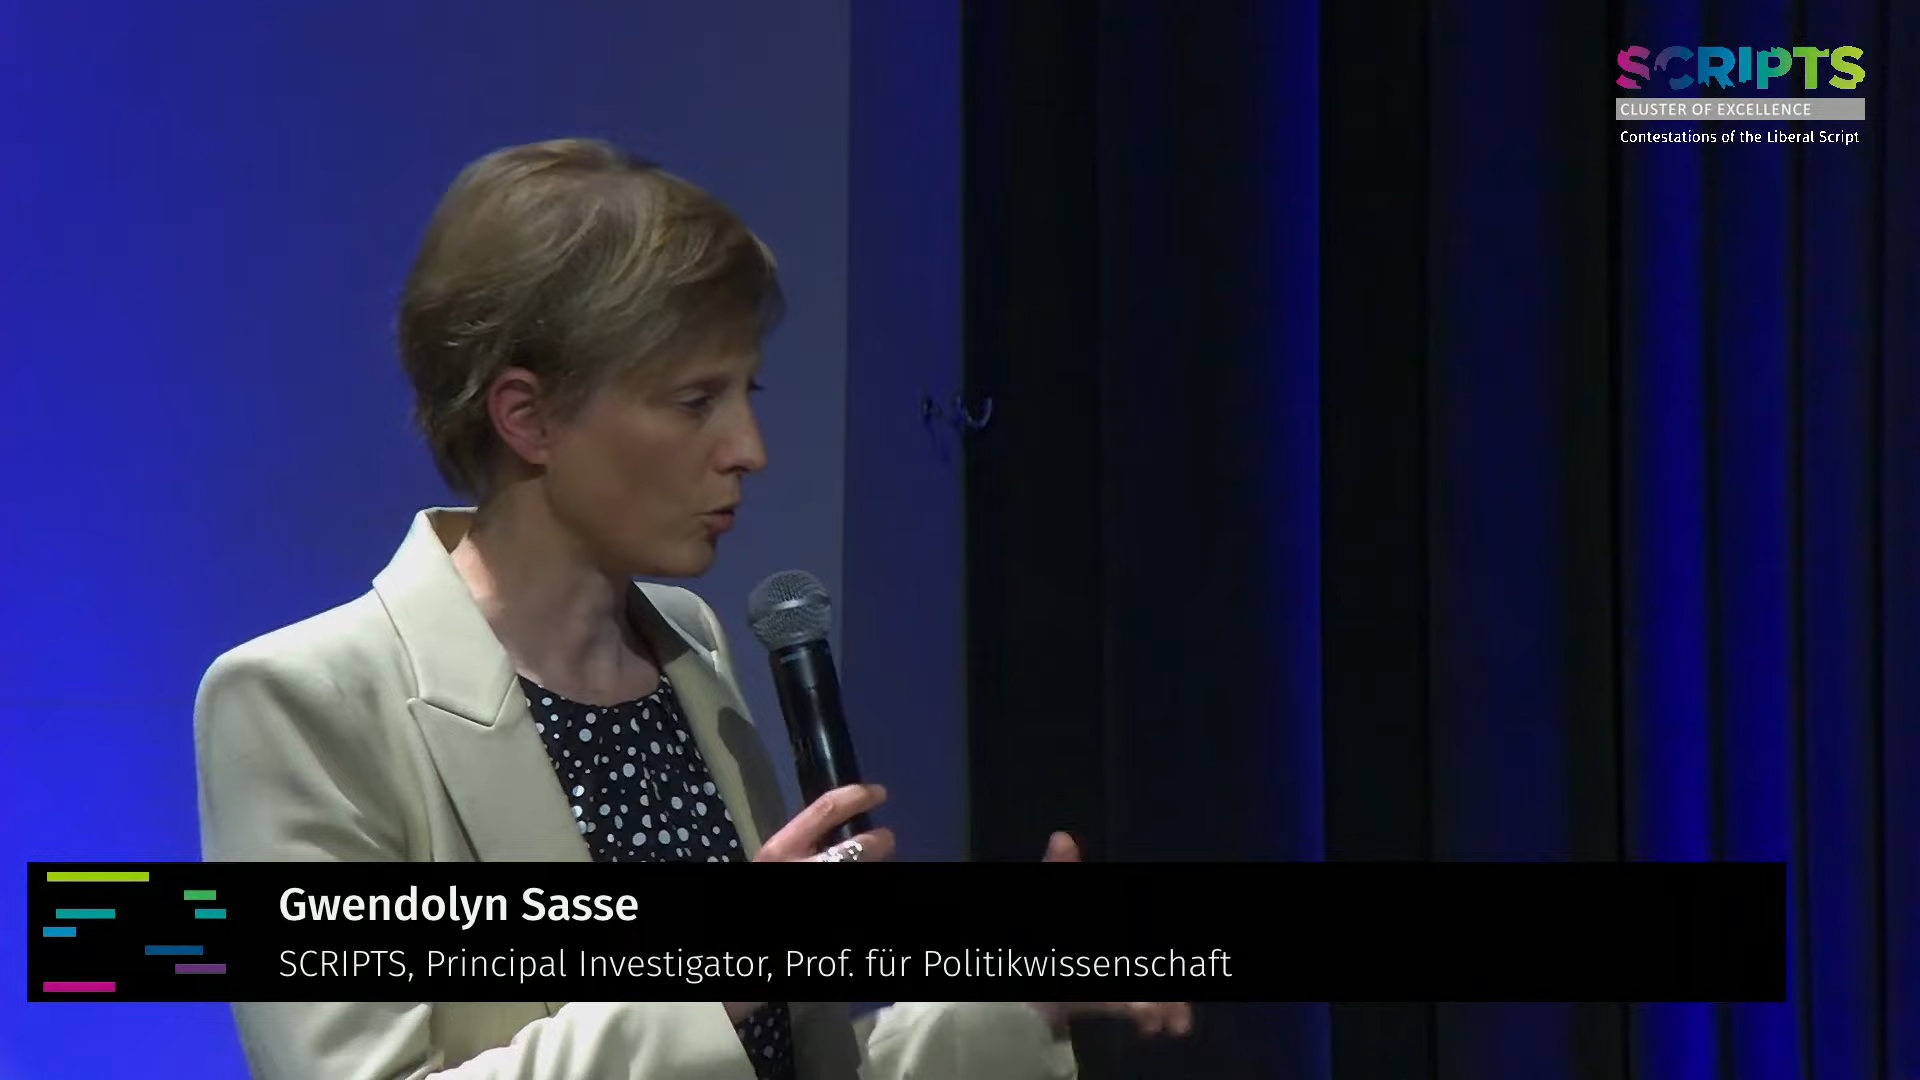 SCRIPTS
CLUSTER OF EXCELLENCE
Contestations of the Liberal Script
Gwendolyn Sasse
SCRIPTS, Principal Investigator, Prof. für Politikwissenschaft